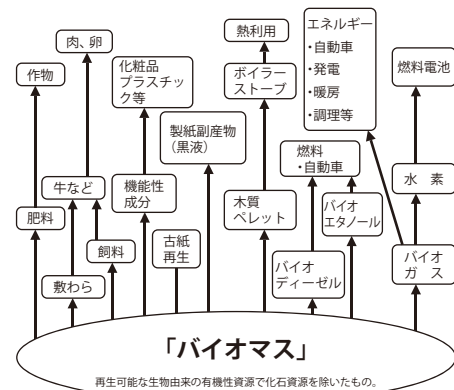 肉、卵
作物
化粧品
プラスチッ
ク等
熱利用
ボイラー
ストーブ
エネルギー
・自動車
・発電
・暖房
・調理等
燃料電池
製紙副産物
（黒液）
燃料
・自動車
牛など
機能性
成分
肥料
飼料
敷わら
古紙
再生
木質
ペレット
バイオ
エタノール
水 素
バイオ
ディーゼル
バイオ
ガス
「バイオマス」
再生可能な生物由来の有機性資源で化石資源を除いたもの。